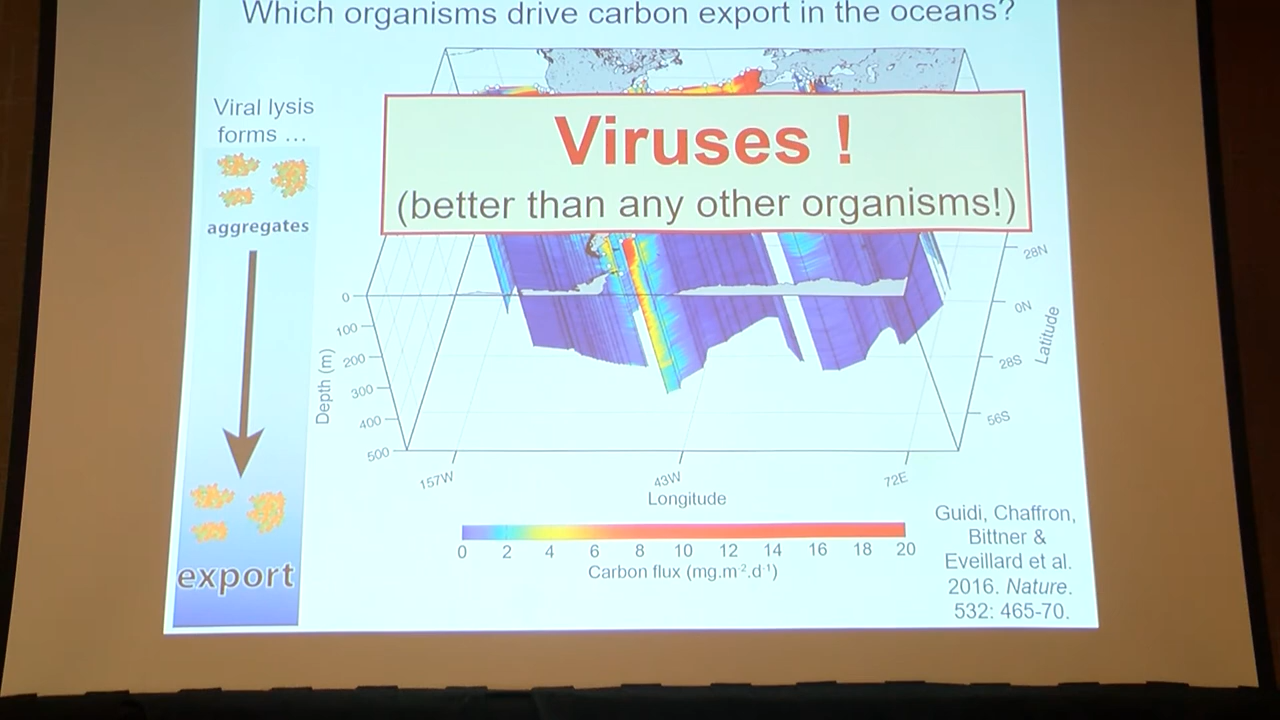 Which organisms drive carbon export in the oceans?
Viral lysis
forms ...
aggregates
export
Viruses !
(better than any other organisms!)
0
100
200
300
400
500
Depth (m)
157W
43W
72E
Longitude
28N
0N
28S
56S
Latitude
0 2 4 6 8 10 12 14 16 18 20
Carbon flux (mg.m-2.d-1)
Guidi, Chaffron,
Bittner &
Eveillard et al.
2016. Nature.
532: 465-70.